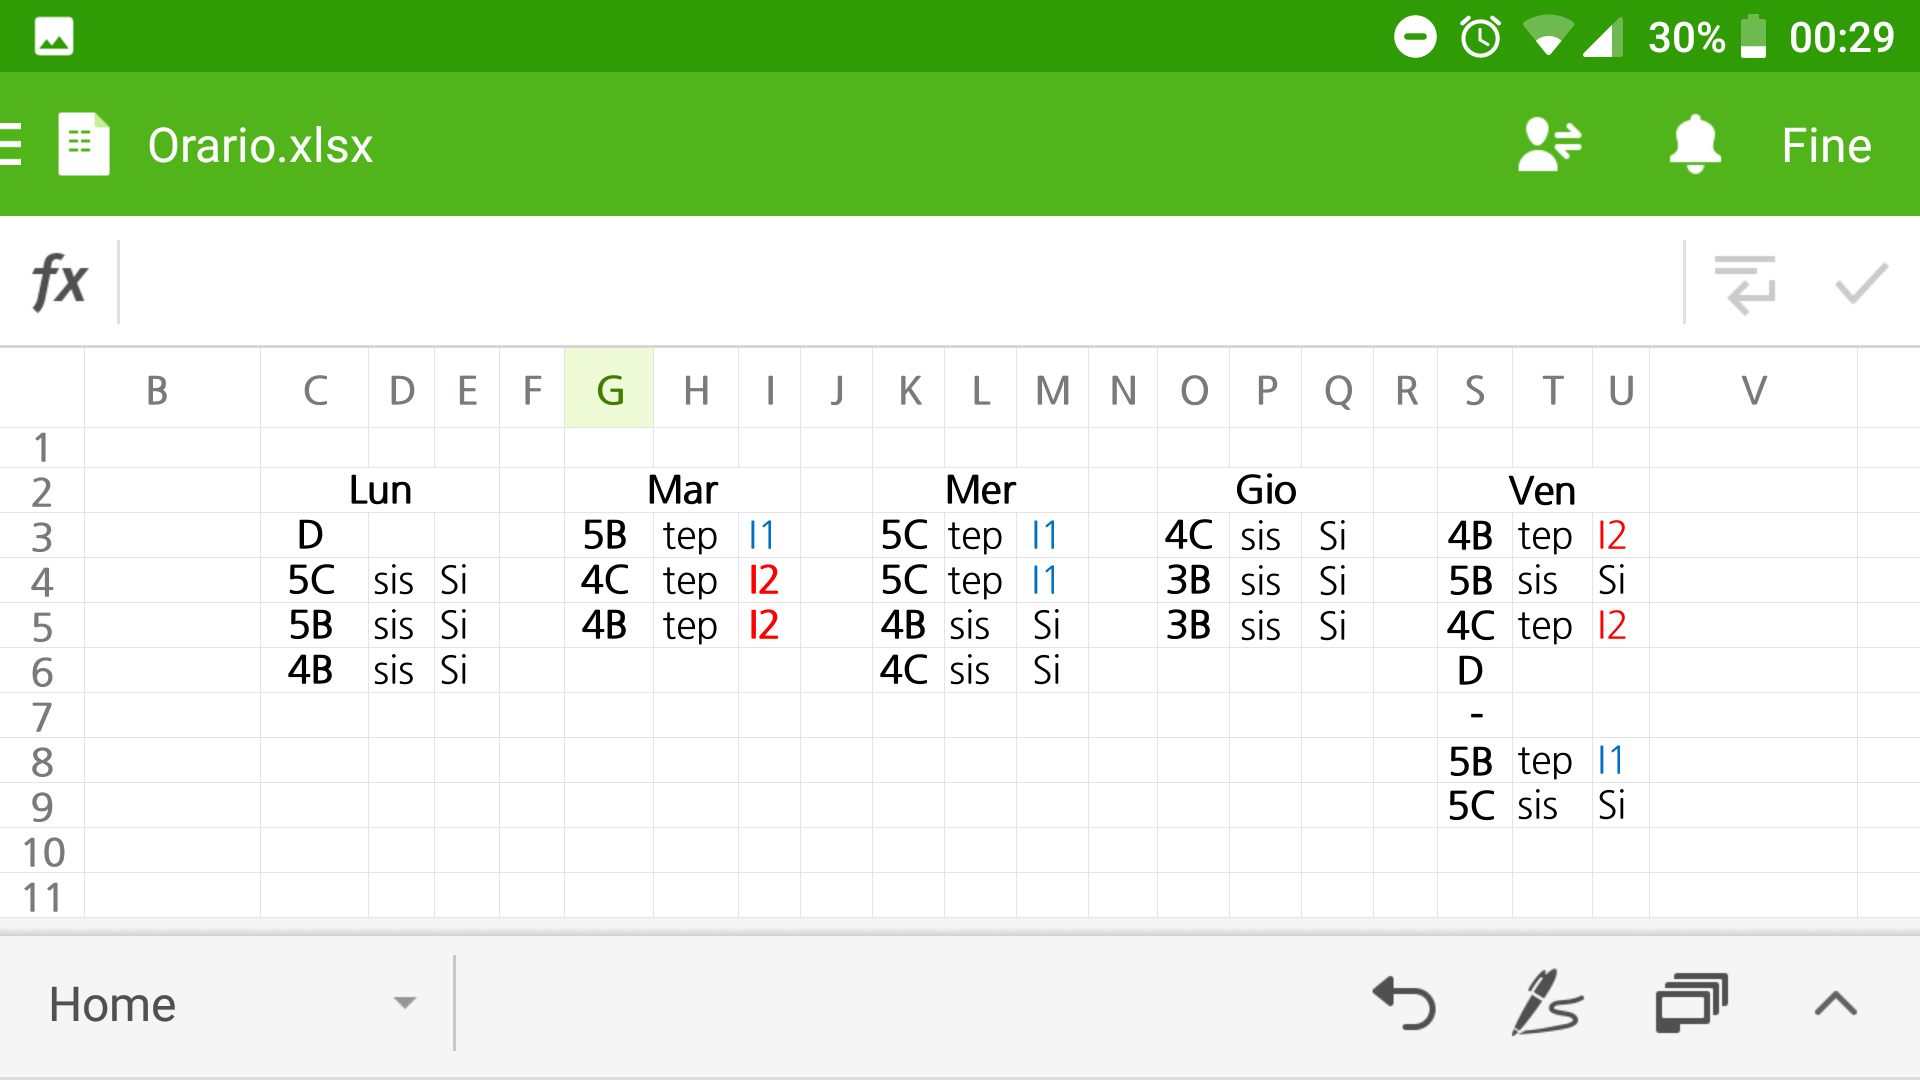 30% 00:29
Orario.xlsx Fine
fx
B C D E F G H I J K L M N O P Q R S T U V
1
2 Lun Mar Mer Gio Ven
3 D 5B tep I1 5C tep I1 4C sis Si 4B tep I2
4 5C sis Si 4C tep I2 5C tep I1 3B sis Si 5B sis Si
5 5B sis Si 4B tep I2 4B sis Si 3B sis Si 4C tep I2
6 4B sis Si 4C sis Si D
7 -
8 5B tep I1
9 5C sis Si
10
11
Home